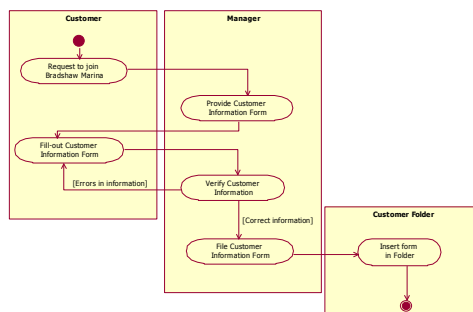 Customer
Manager
Request to join
Bradshaw Marina
Provide Customer
Information Form
Fill-out Customer
Information Form
[Errors in information]
Verify Customer
Information
[Correct information]
Customer Folder
File Customer
Information Form
Insert form
in Folder